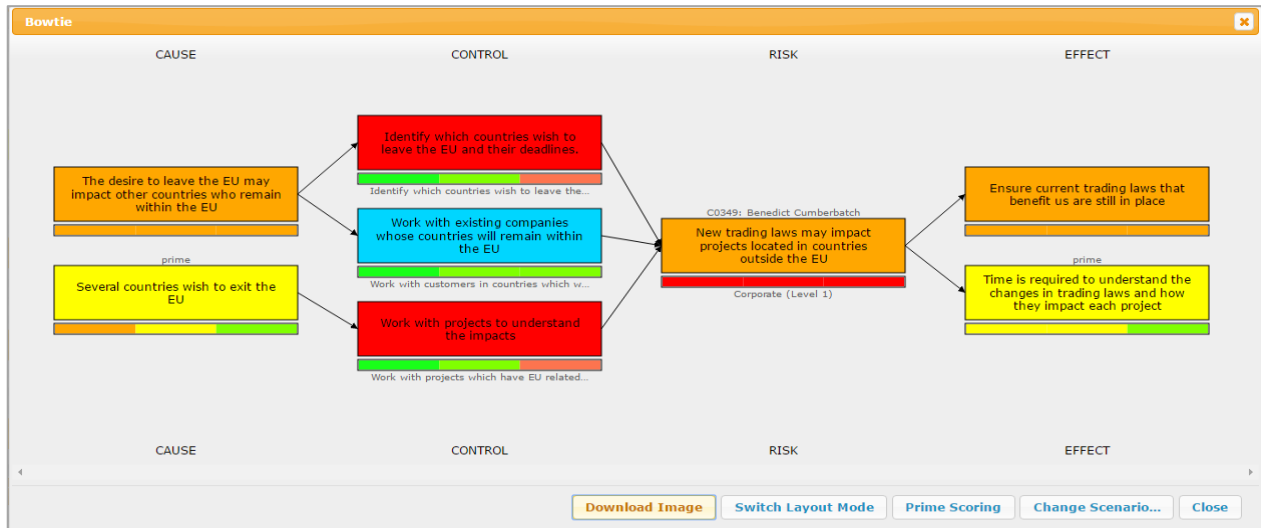 Bowtie
CAUSE
CONTROL
RISK
EFFECT
Identify which countries wish to
leave the EU and their deadlines.
Identify which countries wish to leave the...
The desire to leave the EU may
impact other countries who remain
within the EU
Work with existing companies
whose countries will remain within
the EU
Work with customers in countries which w...
C0349: Benedict Cumberbatch
New trading laws may impact
projects located in countries
outside the EU
Corporate (Level 1)
Ensure current trading laws that
benefit us are still in place
prime
Several countries wish to exit the
EU
Work with projects to understand
the impacts
Work with projects which have EU related...
prime
Time is required to understand the
changes in trading laws and how
they impact each project
CAUSE
CONTROL
RISK
EFFECT
Download Image
Switch Layout Mode
Prime Scoring
Change Scenario...
Close